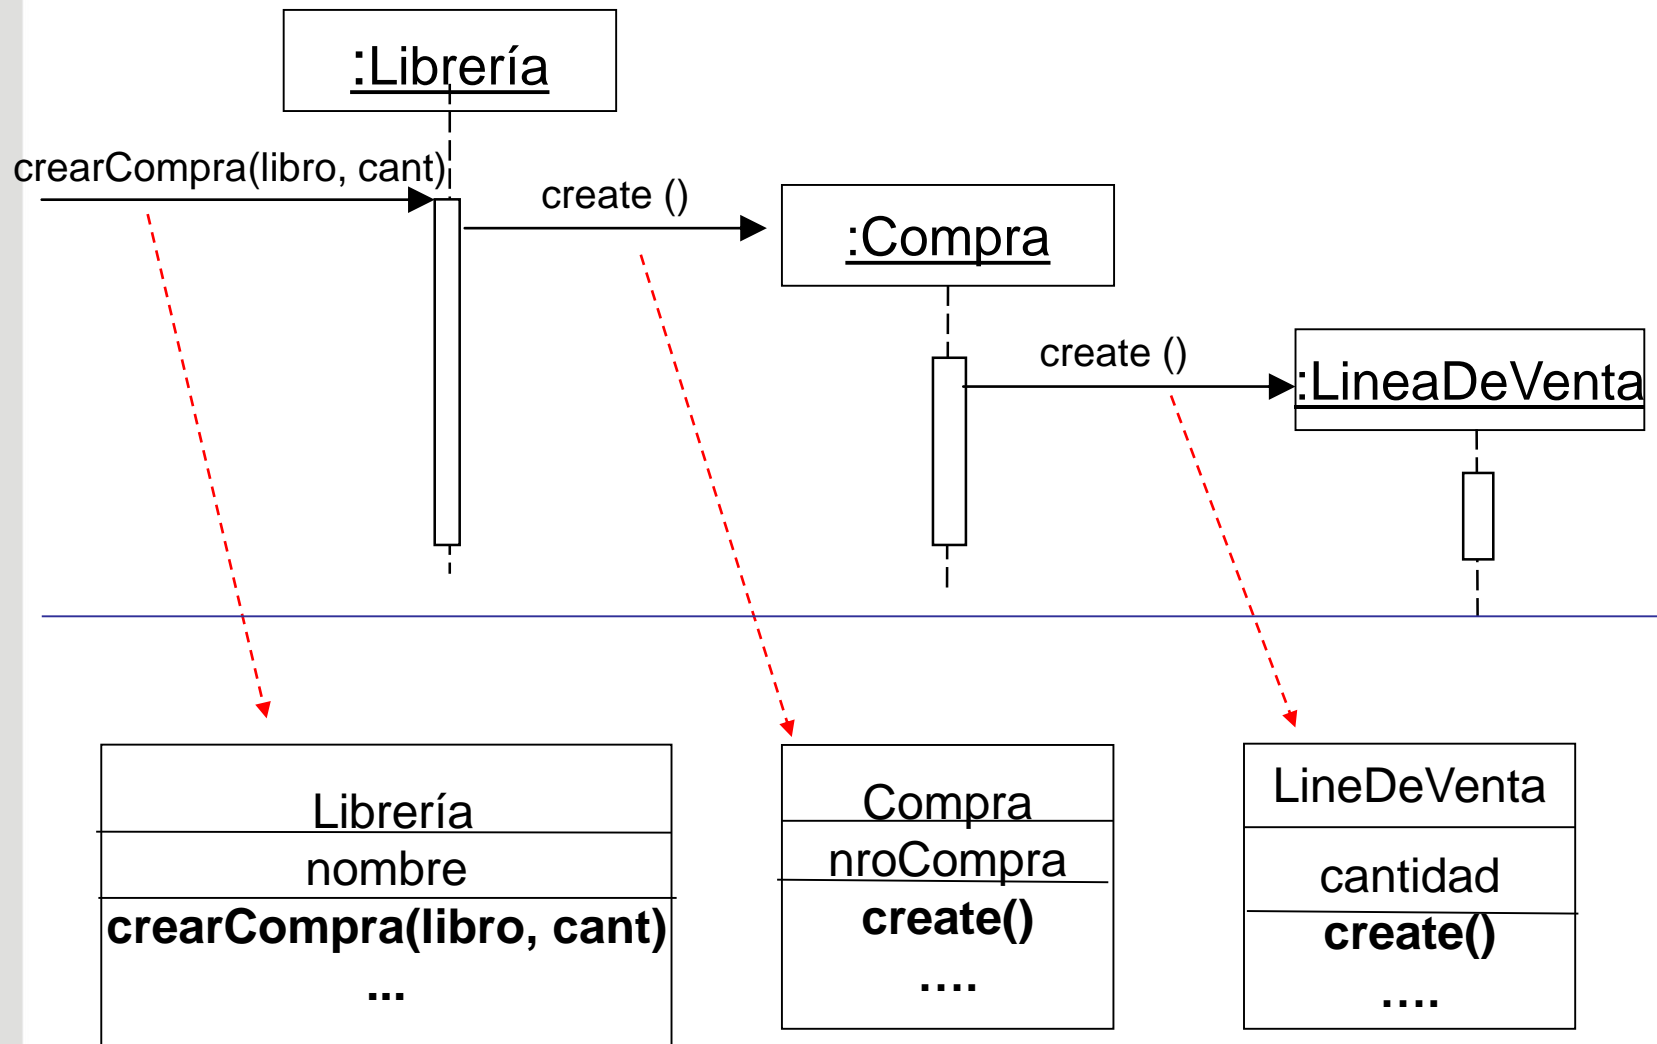 :Librería
crearCompra(libro, cant)
create ()
:Compra
create ()
:LineaDeVenta
Librería
nombre
crearCompra(libro, cant)
...
Compra
nroCompra
create()
....
LineDeVenta
cantidad
create()
....